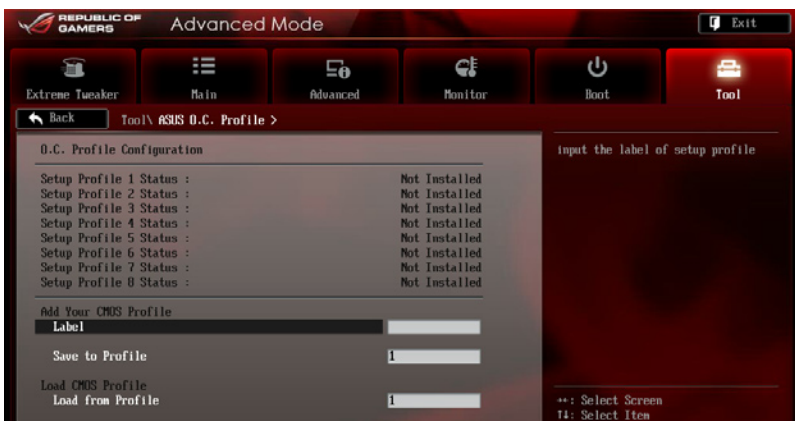 REPUBLIC OF GAMERS
Advanced Mode
Exit
Extreme Tweaker
Main
Advanced
Monitor
Boot
Tool
Back
Tool\ ASUS O.C. Profile >
O.C. Profile Configuration
input the label of setup profile
Setup Profile 1 Status : Not Installed
Setup Profile 2 Status : Not Installed
Setup Profile 3 Status : Not Installed
Setup Profile 4 Status : Not Installed
Setup Profile 5 Status : Not Installed
Setup Profile 6 Status : Not Installed
Setup Profile 7 Status : Not Installed
Setup Profile 8 Status : Not Installed
Add Your CMOS Profile
Label
Save to Profile 1
Load CMOS Profile
Load from Profile 1
→←: Select Screen
↑↓: Select Item